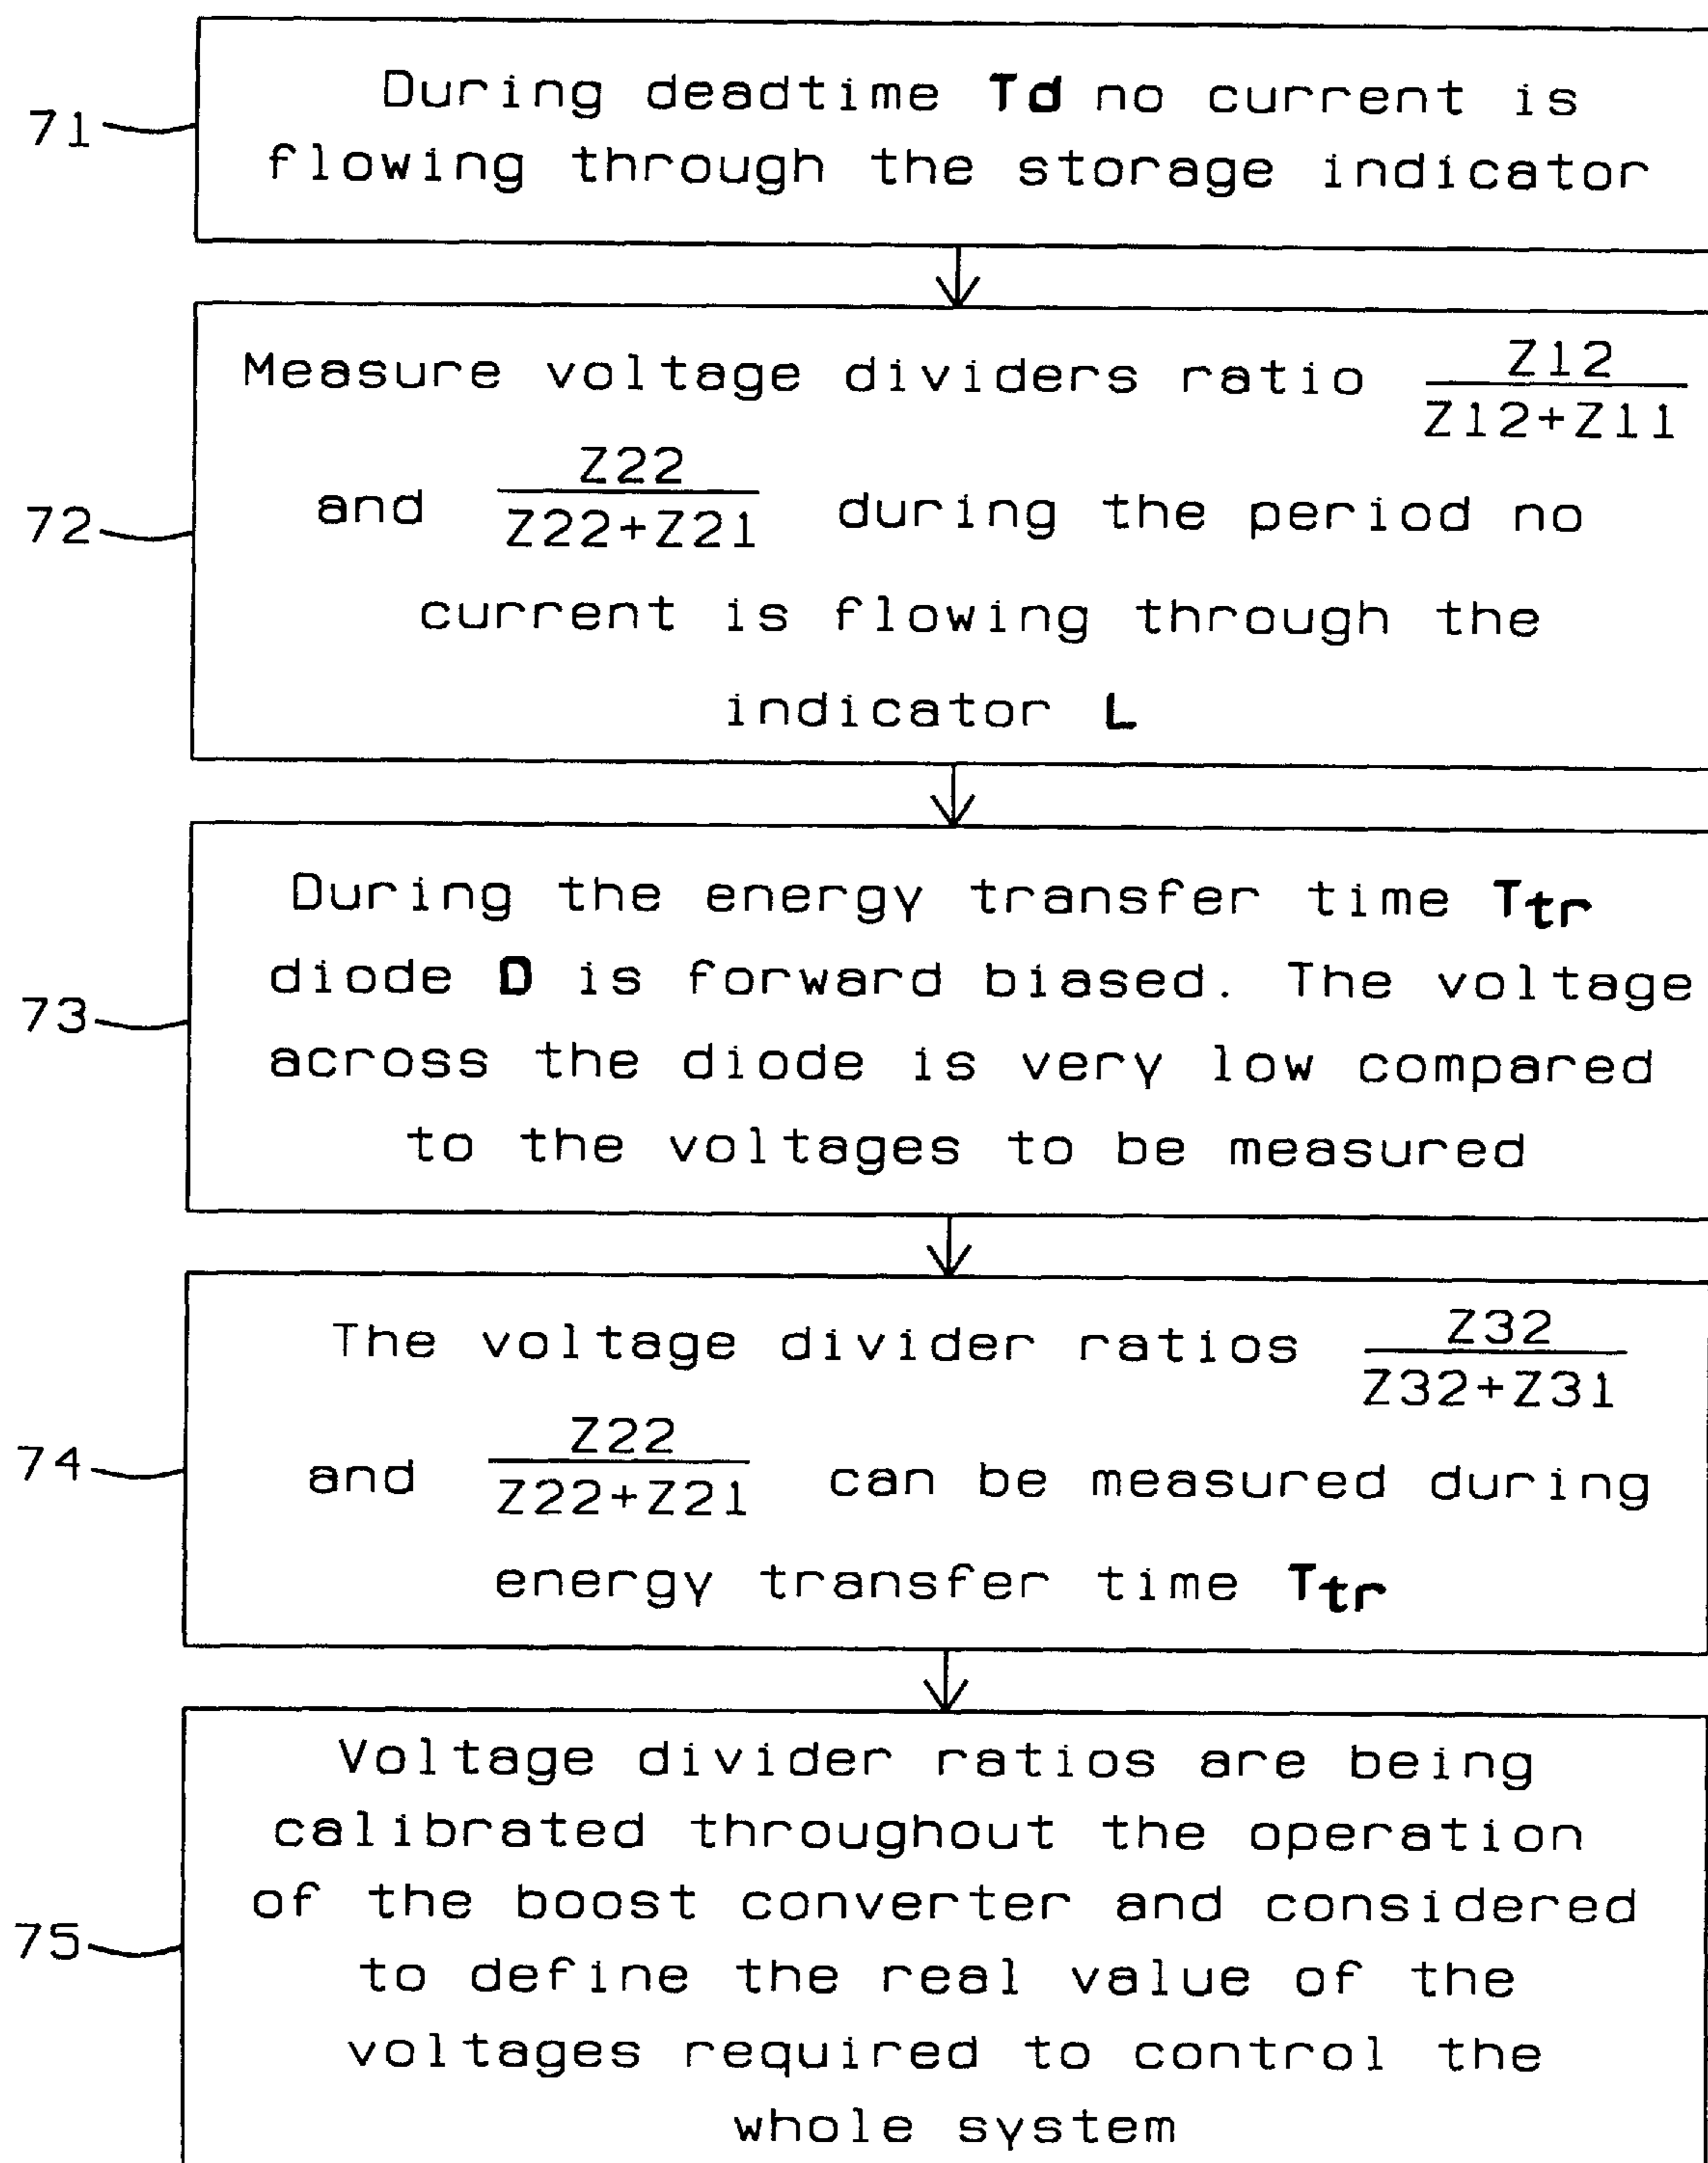 71
During deadtime Td no current is
flowing through the storage indicator
72
Measure voltage dividers ratio Z12
Z12+Z11
and Z22
Z22+Z21 during the period no
current is flowing through the
indicator L
73
During the energy transfer time Ttr
diode D is forward biased. The voltage
across the diode is very low compared
to the voltages to be measured
74
The voltage divider ratios Z32
Z32+Z31
and Z22
Z22+Z21 can be measured during
energy transfer time Ttr
75
Voltage divider ratios are being
calibrated throughout the operation
of the boost converter and considered
to define the real value of the
voltages required to control the
whole system